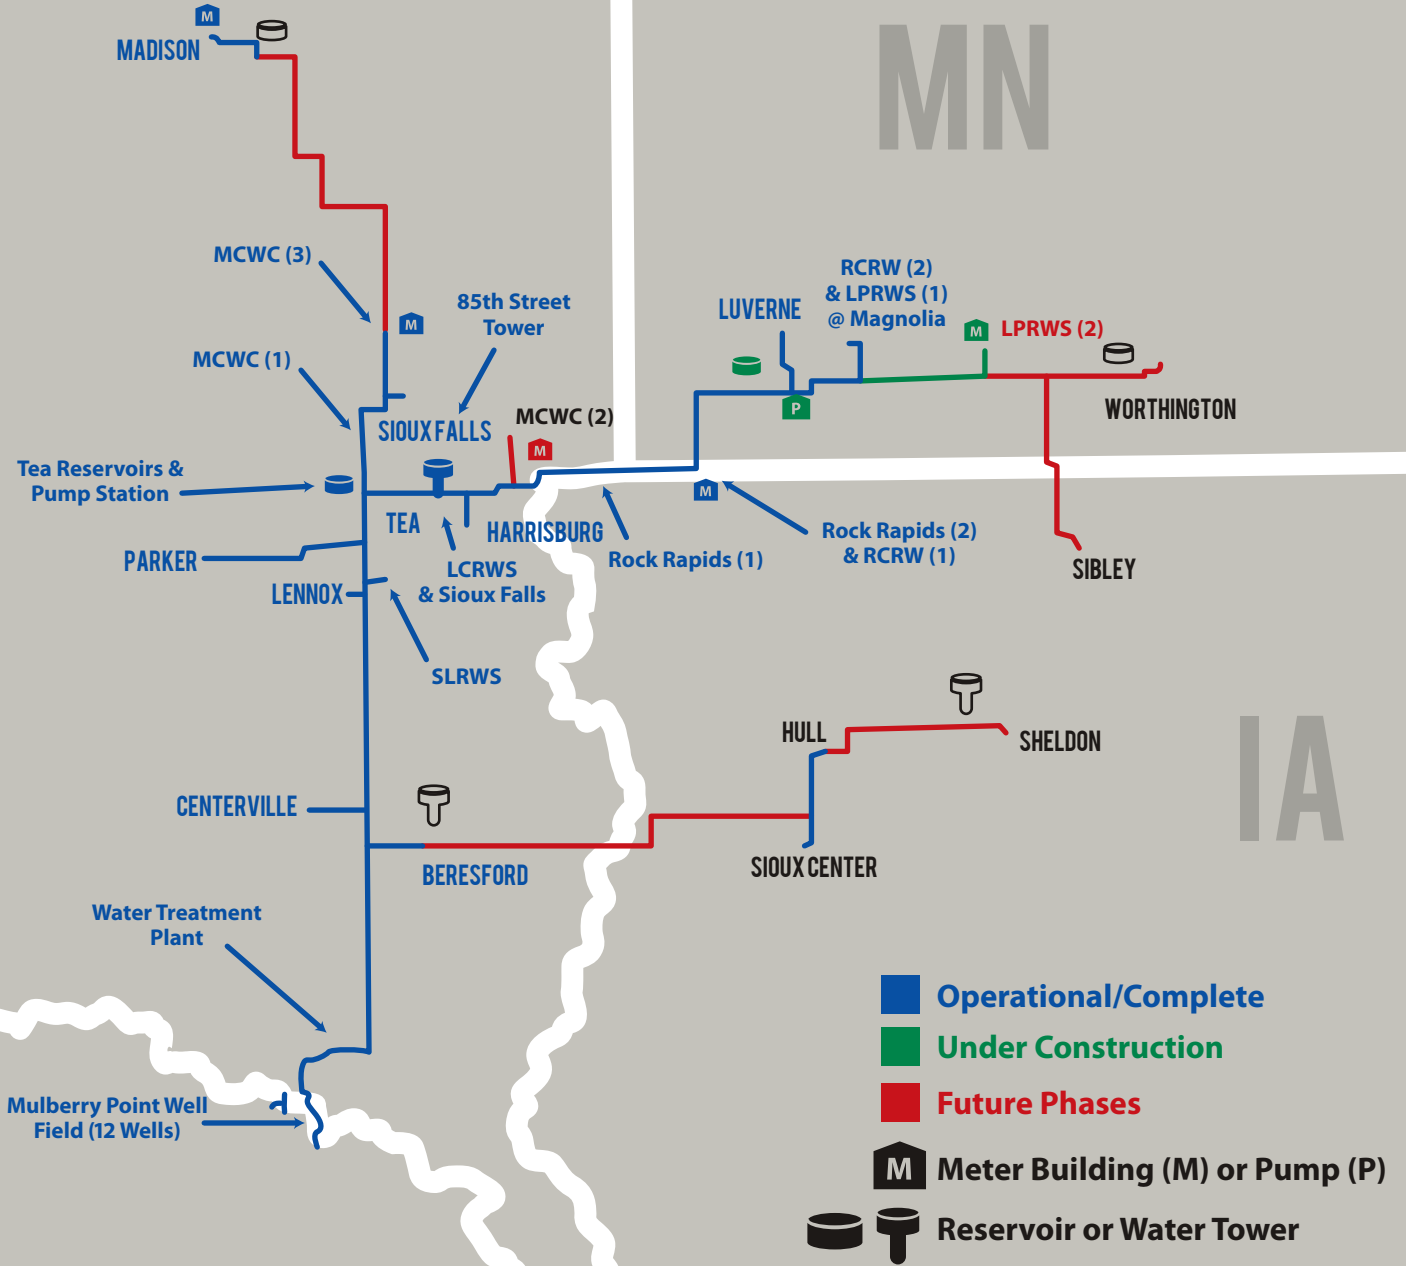 MN
M
MADISON
MCWC (3)
M
85th Street
Tower
MCWC (1)
SIOUX FALLS
MCWC (2)
M
Tea Reservoirs &
Pump Station
TEA
HARRISBURG
PARKER
LENNOX
LCRWS
& Sioux Falls
SLRWS
Rock Rapids (1)
M
Rock Rapids (2)
& RCRW (1)
LUVERNE
P
RCRW (2)
& LPRWS (1)
@ Magnolia
M
LPRWS (2)
WORTHINGTON
SIBLEY
HULL
SHELDON
IA
SIOUX CENTER
CENTERVILLE
BERESFORD
Water Treatment
Plant
Mulberry Point Well
Field (12 Wells)
Operational/Complete
Under Construction
Future Phases
M
Meter Building (M) or Pump (P)
Reservoir or Water Tower